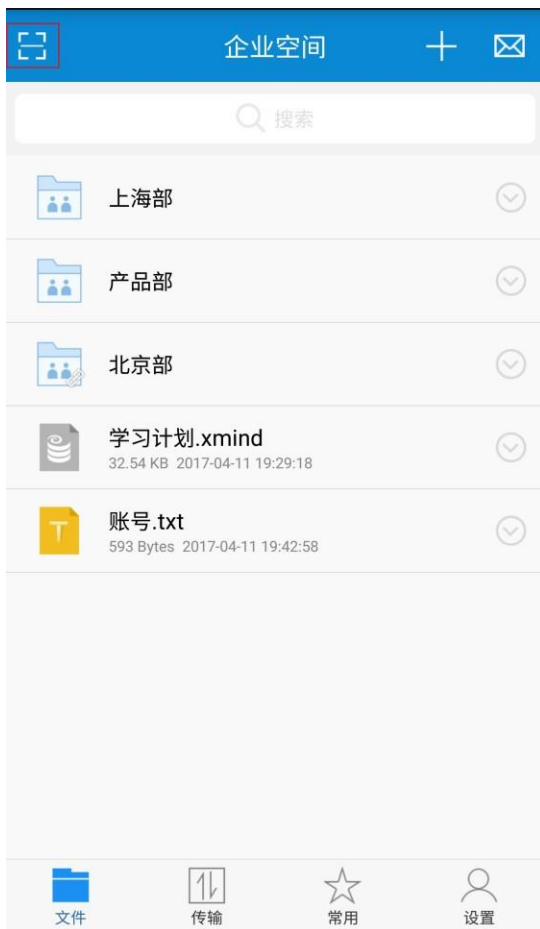 企业空间
搜索
上海部
产品部
北京部
学习计划.xmind
32.54 KB 2017-04-11 19:29:18
T
账号.txt
593 Bytes 2017-04-11 19:42:58
文件
传输
常用
设置